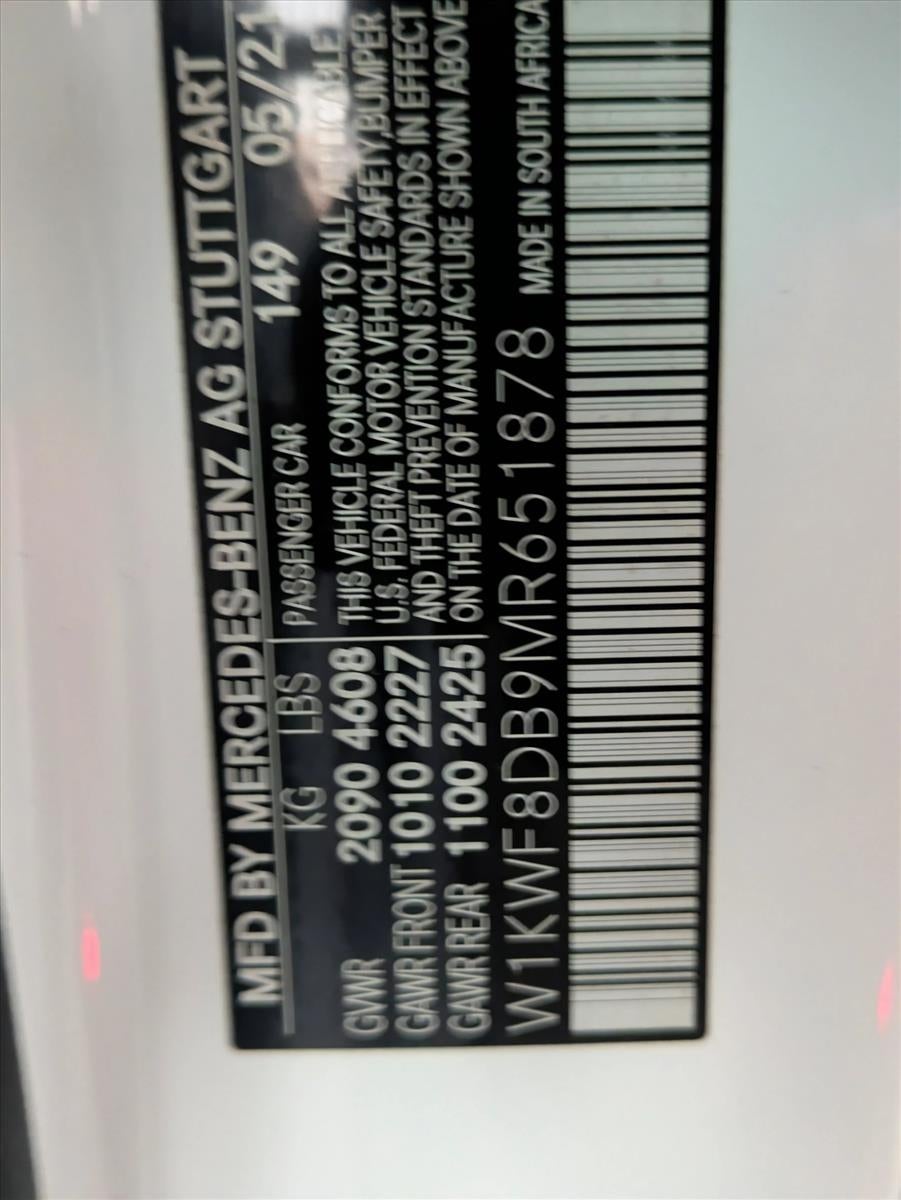 MFD BY MERCEDES-BENZ AG STUTTGART
149 05/21
KG LBS PASSENGER CAR
GVWR 2090 4608
GAWR FRONT 1010 2227
GAWR REAR 1100 2425
THIS VEHICLE CONFORMS TO ALL APPLICABLE
U.S. FEDERAL MOTOR VEHICLE SAFETY, BUMPER
AND THEFT PREVENTION STANDARDS IN EFFECT
ON THE DATE OF MANUFACTURE SHOWN ABOVE
W1KWF8DB9MR651878 MADE IN SOUTH AFRICA